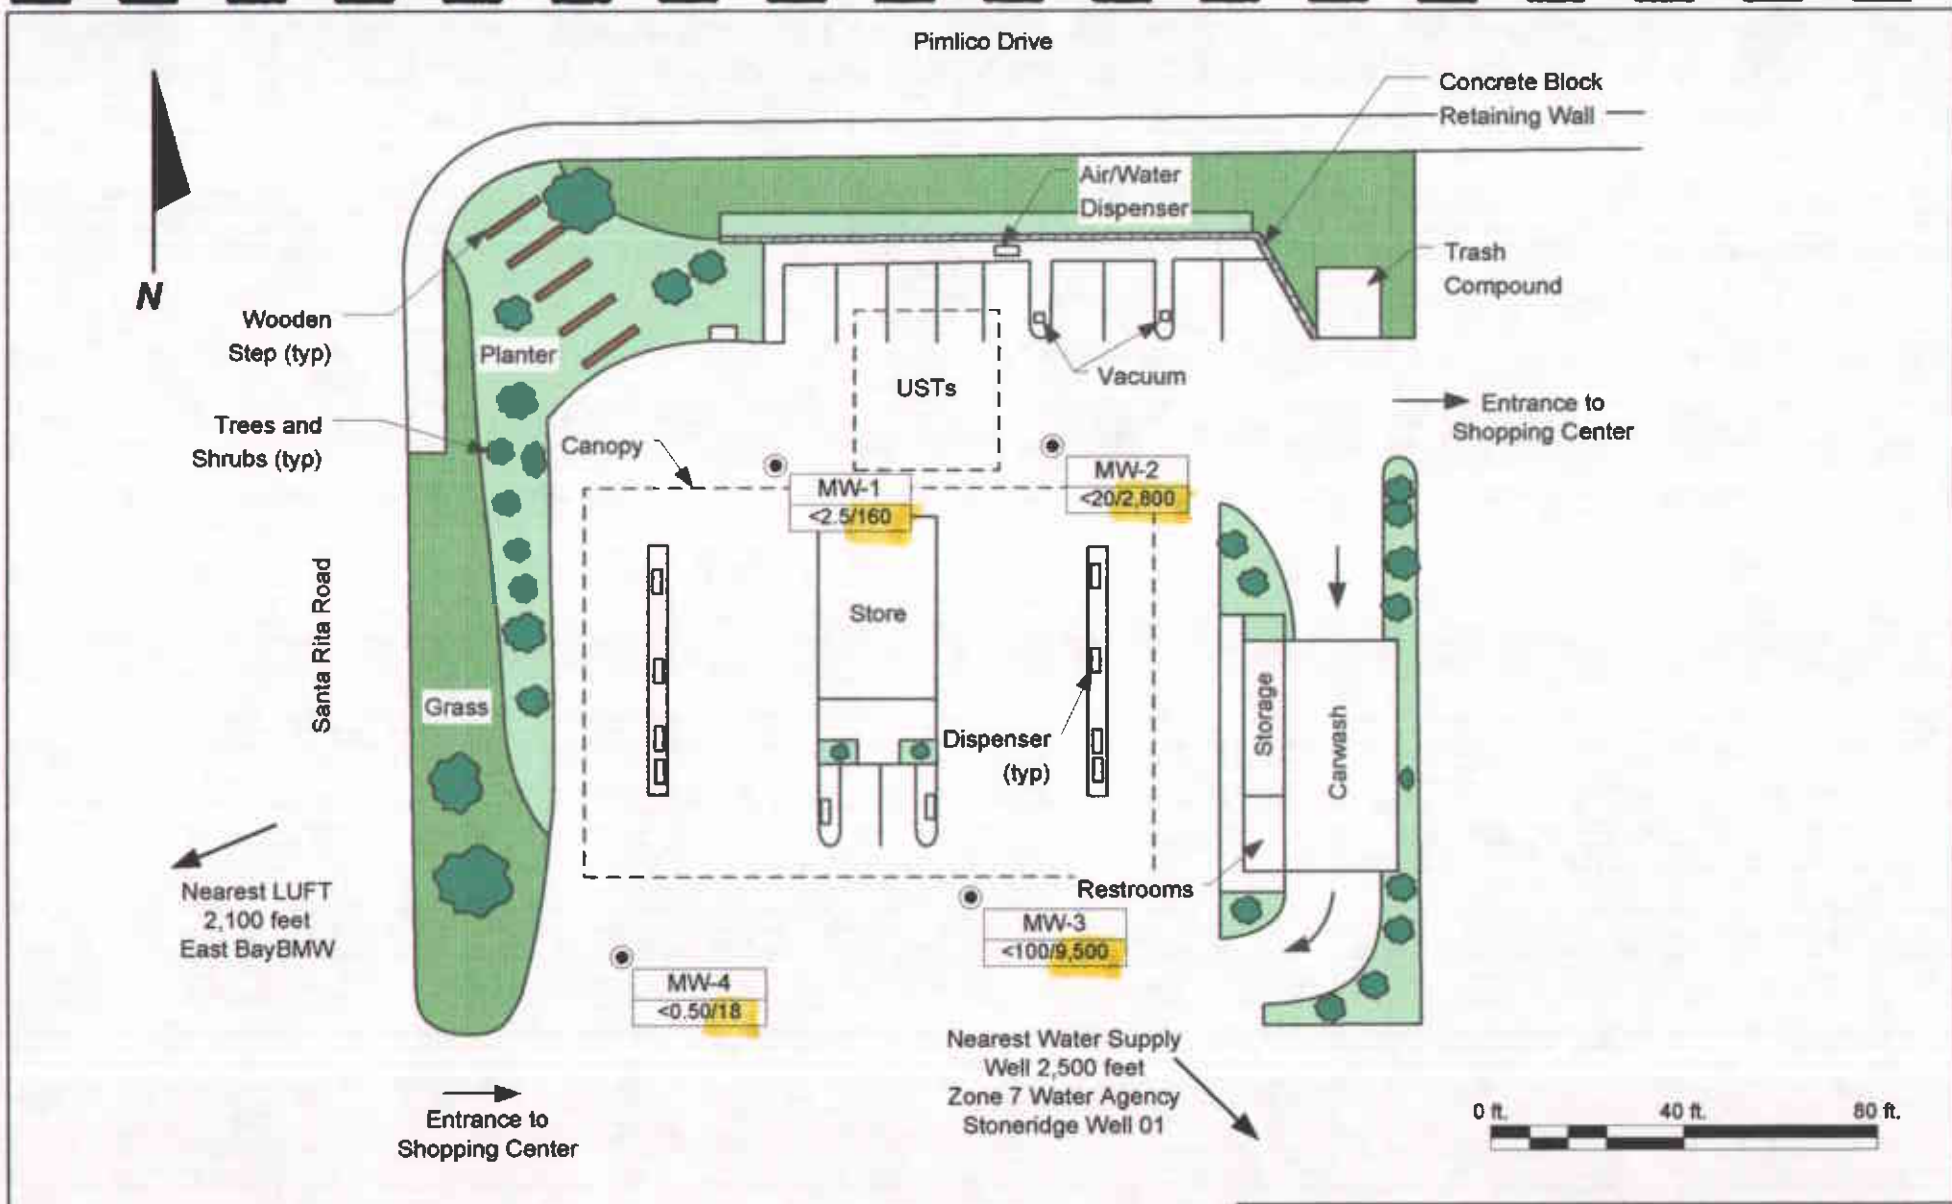 Pimlico Drive
Concrete Block
Retaining Wall
Air/Water
Dispenser
Trash
Compound
N
Wooden
Step (typ)
Planter
USTs
Vacuum
Entrance to
Shopping Center
Trees and
Shrubs (typ)
Canopy
MW-1
<2.5/160
MW-2
<20/2,800
Santa Rita Road
Store
Grass
Storage
Carwash
Dispenser
(typ)
Restrooms
Nearest LUFT
2,100 feet
East BayBMW
MW-3
<100/9,500
MW-4
<0.50/18
Nearest Water Supply
Well 2,500 feet
Zone 7 Water Agency
Stoneridge Well 01
Entrance to
Shopping Center
0 ft.
40 ft.
80 ft.